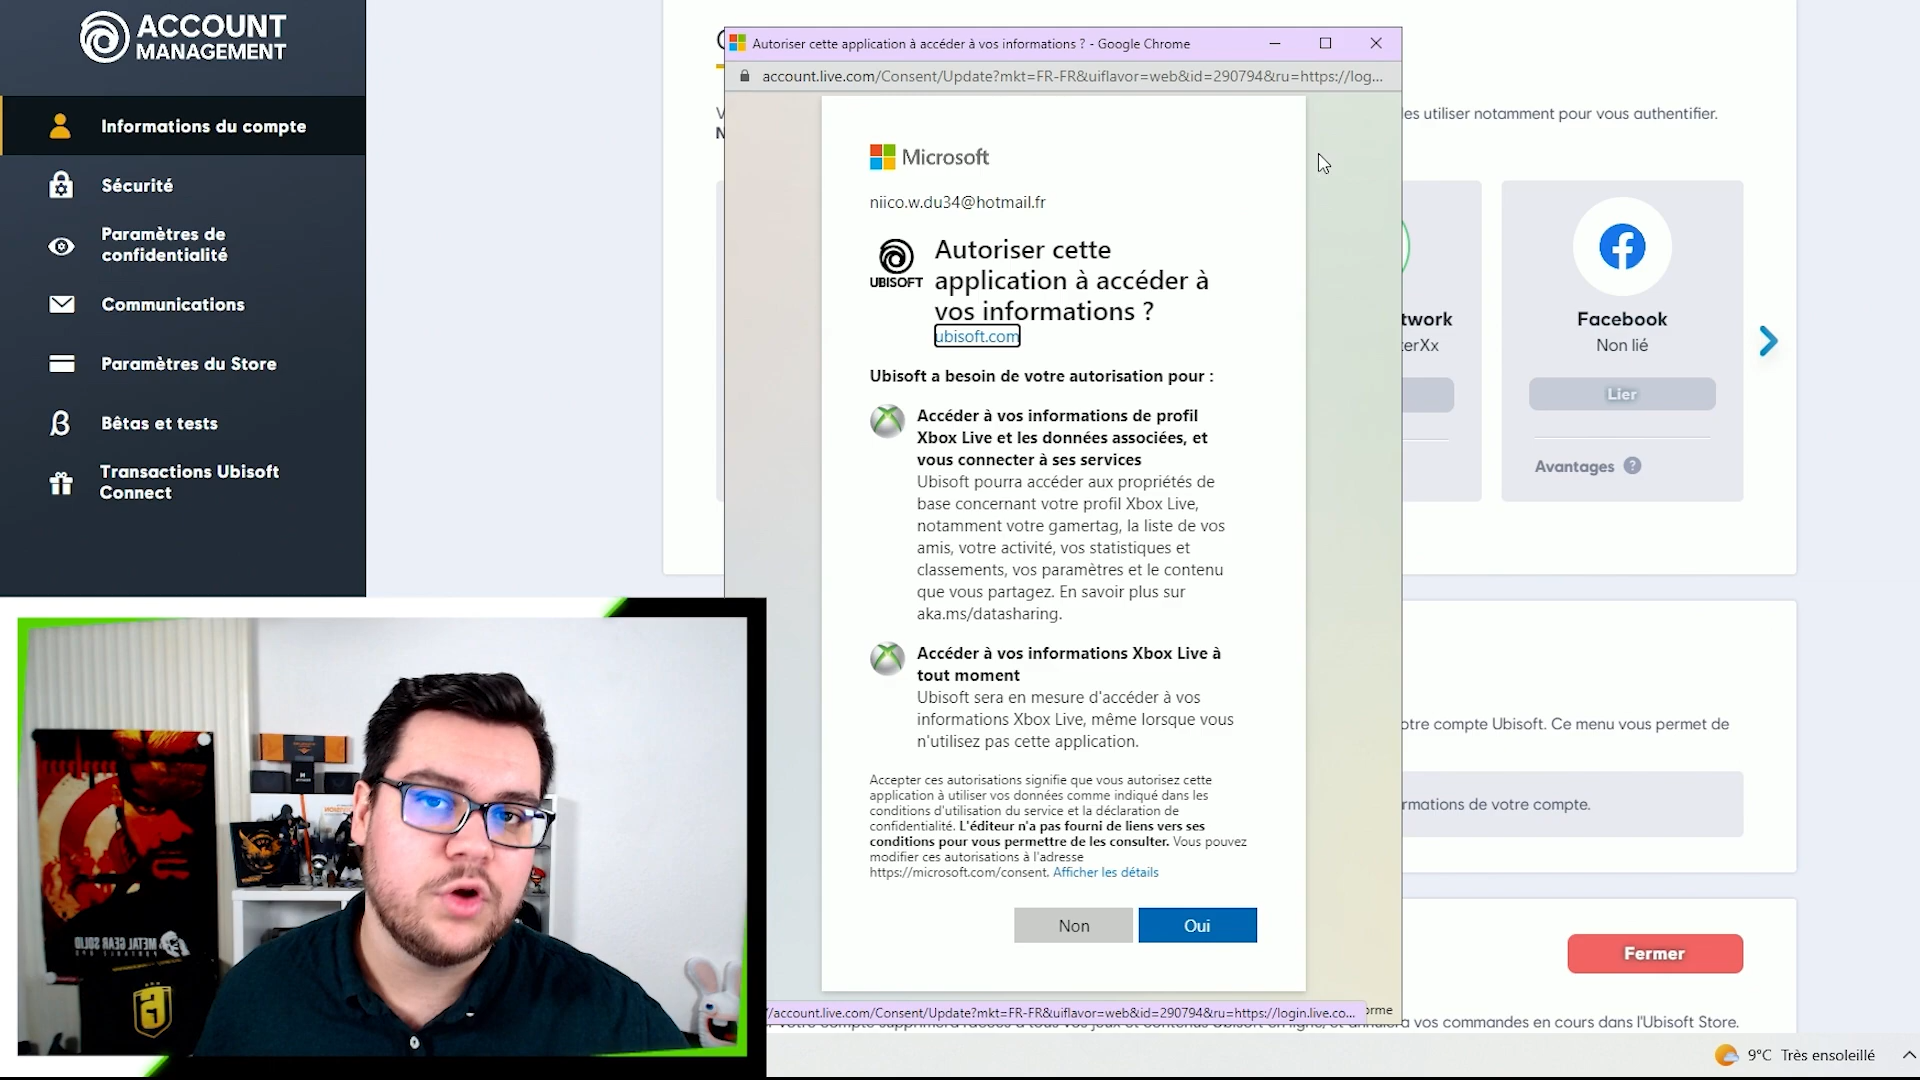 ACCOUNT
MANAGEMENT
Informations du compte
Sécurité
Paramètres de
confidentialité
Communications
Paramètres du Store
Bêtas et tests
Transactions Ubisoft
Connect
Autoriser cette application à accéder à vos informations ? - Google Chrome
account.live.com/Consent/Update?mkt=FR-FR&uiflavor=web&id=290794&ru=https://log...
Microsoft
niico.w.du34@hotmail.fr
UBISOFT
Autoriser cette
application à accéder à
vos informations ?
ubisoft.com
Ubisoft a besoin de votre autorisation pour :
Accéder à vos informations de profil
Xbox Live et les données associées, et
vous connecter à ses services
Ubisoft pourra accéder aux propriétés de
base concernant votre profil Xbox Live,
notamment votre gamertag, la liste de vos
amis, votre activité, vos statistiques et
classements, vos paramètres et le contenu
que vous partagez. En savoir plus sur
aka.ms/datasharing.
Accéder à vos informations Xbox Live à
tout moment
Ubisoft sera en mesure d'accéder à vos
informations Xbox Live, même lorsque vous
n'utilisez pas cette application.
Accepter ces autorisations signifie que vous autorisez cette
application à utiliser vos données comme indiqué dans les
conditions d'utilisation du service et la déclaration de
confidentialité. L'éditeur n'a pas fourni de liens vers ses
conditions pour vous permettre de les consulter. Vous pouvez
modifier ces autorisations à l'adresse
https://microsoft.com/consent. Afficher les détails
Non
Oui
/account.live.com/Consent/Update?mkt=FR-FR&uiflavor=web&id=290794&ru=https://login.live.co...
les utiliser notamment pour vous authentifier.
twork
erXx
Facebook
Non lié
Lier
Avantages ?
otre compte Ubisoft. Ce menu vous permet de
rmations de votre compte.
Fermer
orme
a vos commandes en cours dans l'Ubisoft Store.
9°C Très ensoleillé
METAL GEAR SOLID